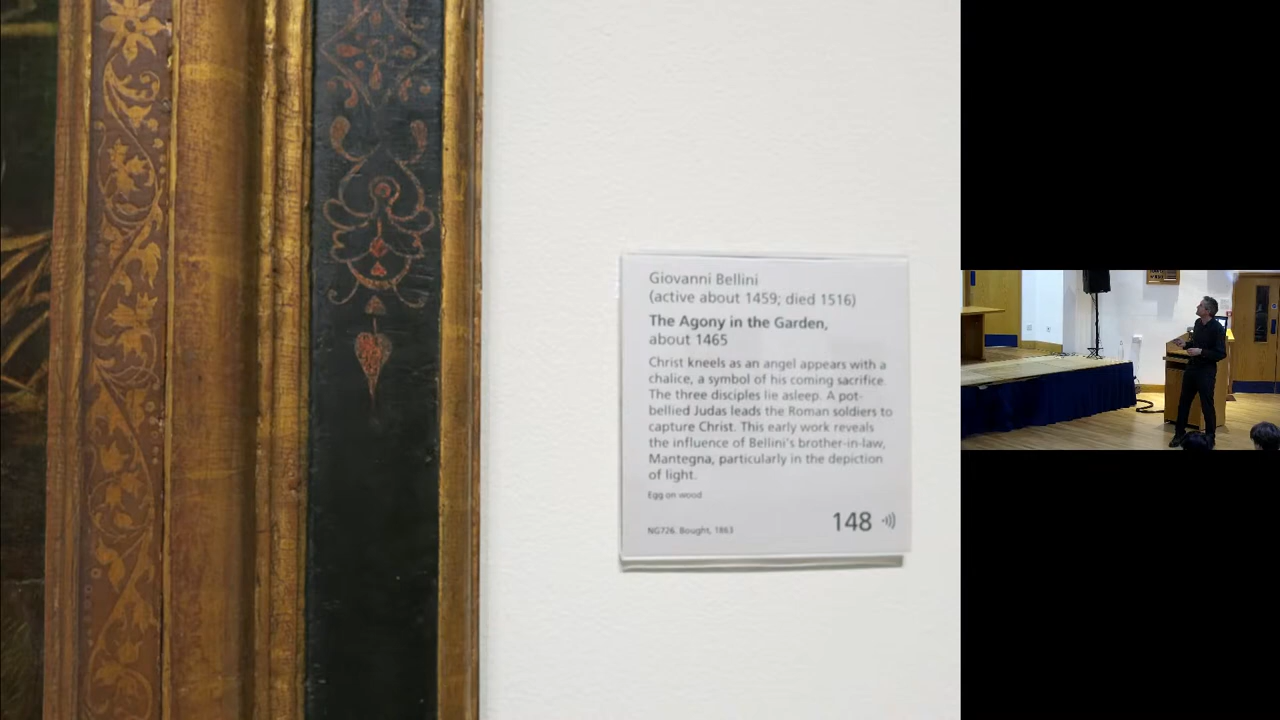 Giovanni Bellini
(active about 1459; died 1516)
The Agony in the Garden,
about 1465
Christ kneels as an angel appears with a
chalice, a symbol of his coming sacrifice.
The three disciples lie asleep. A pot-
bellied Judas leads the Roman soldiers to
capture Christ. This early work reveals
the influence of Bellini's brother-in-law,
Mantegna, particularly in the depiction
of light.
Egg on wood
NG726. Bought, 1863
148